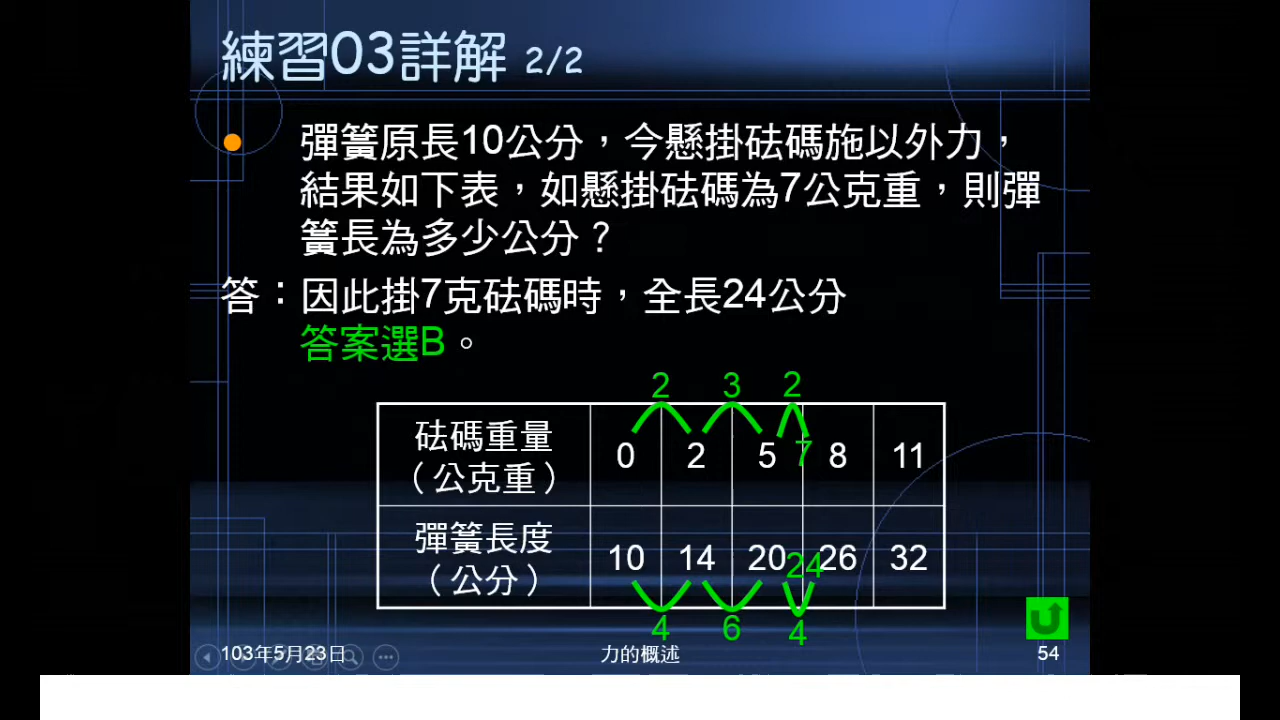 練習03詳解 2/2
彈簧原長10公分，今懸掛砝碼施以外力，
結果如下表，如懸掛砝碼為7公克重，則彈
簧長為多少公分？
答：因此掛7克砝碼時，全長24公分
答案選B。
2 3 2
砝碼重量
（公克重） 0 2 5 7 8 11
彈簧長度
（公分） 10 14 20 24 26 32
4 6 4
103年5月23日 力的概述 54